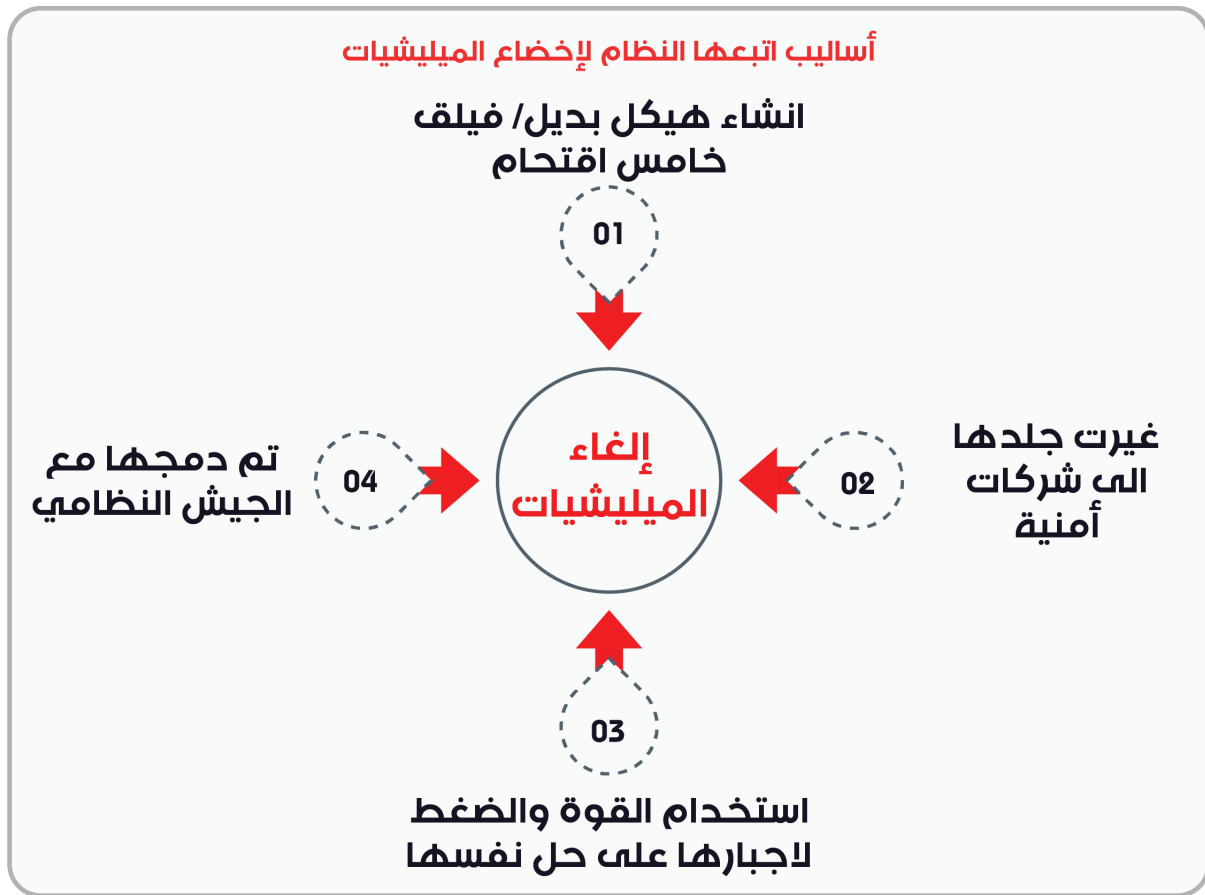 أساليب اتبعها النظام لإخضاع الميليشيات
انشاء هيكل بديل/ فيلق
خامس اقتحام
01
غيرت جلدها
الى شركات
أمنية
02
إلغاء
الميليشيات
04
تم دمجها مع
الجيش النظامي
03
استخدام القوة والضغط
لاجبارها على حل نفسها